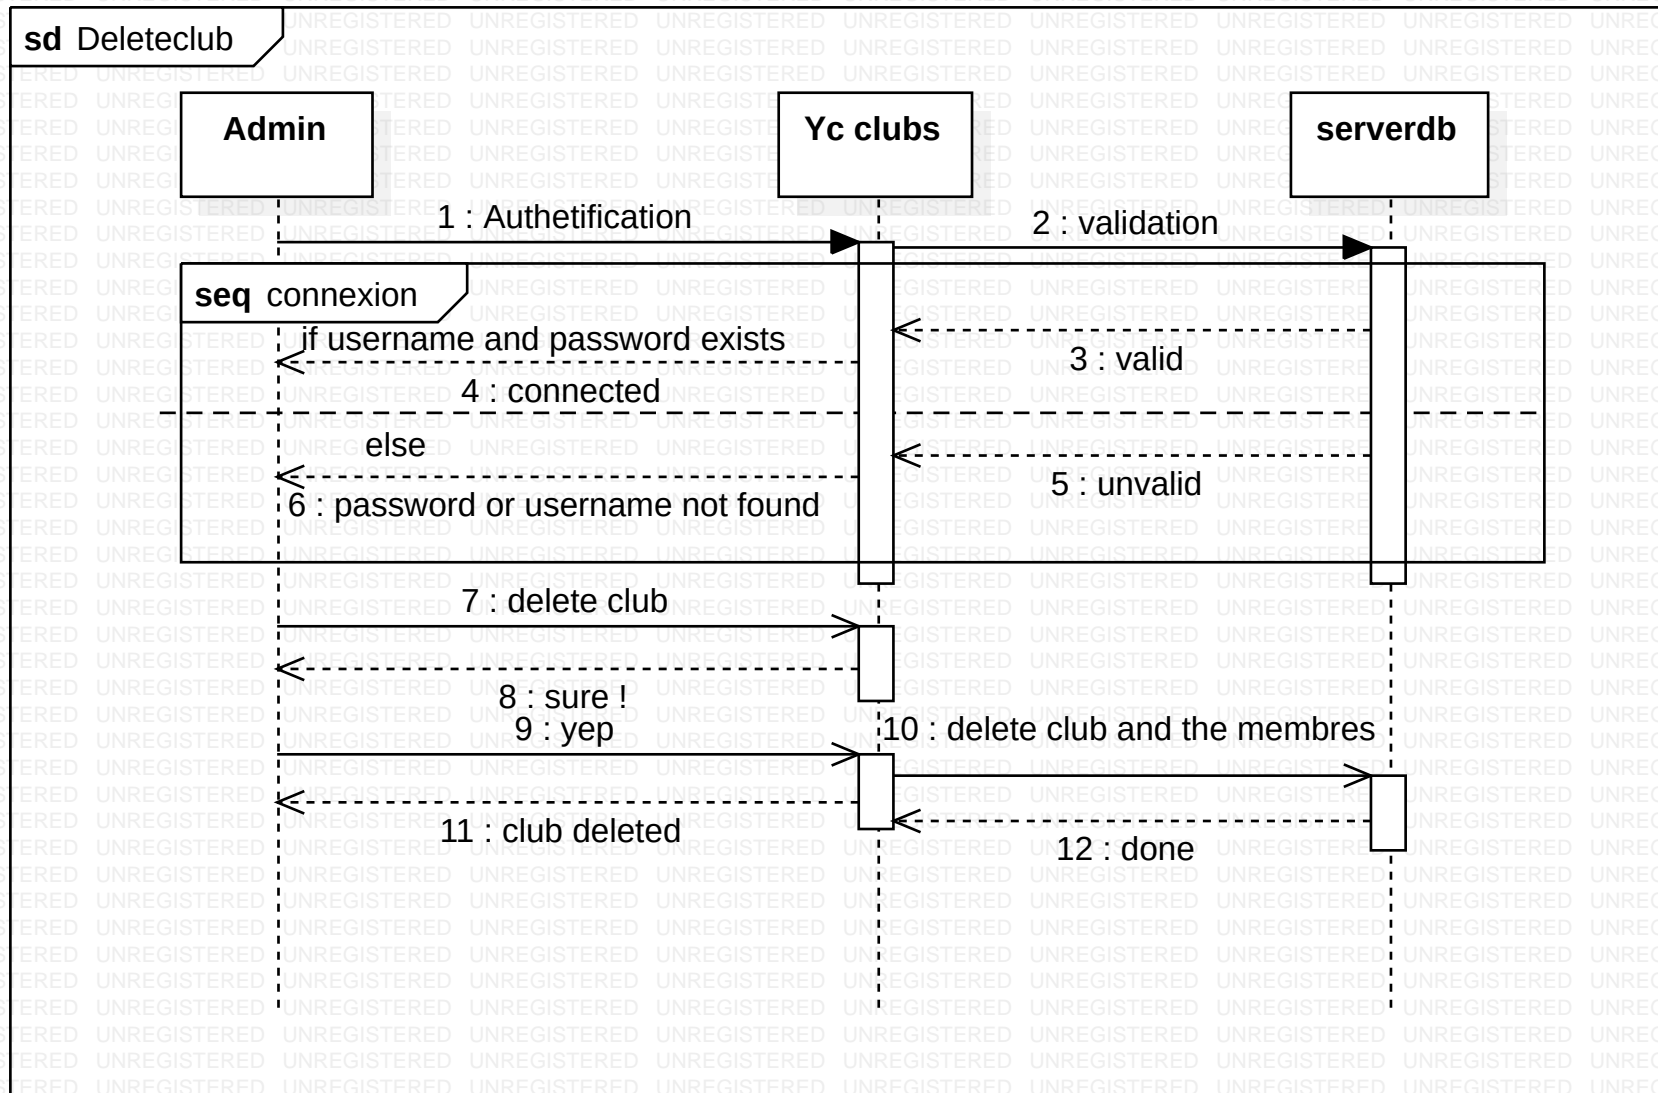 sd Deleteclub
Admin
Yc clubs
serverdb
1 : Authetification
2 : validation
seq connexion
if username and password exists
3 : valid
4 : connected
else
5 : unvalid
6 : password or username not found
7 : delete club
8 : sure !
9 : yep
10 : delete club and the membres
11 : club deleted
12 : done
UNREGISTERED